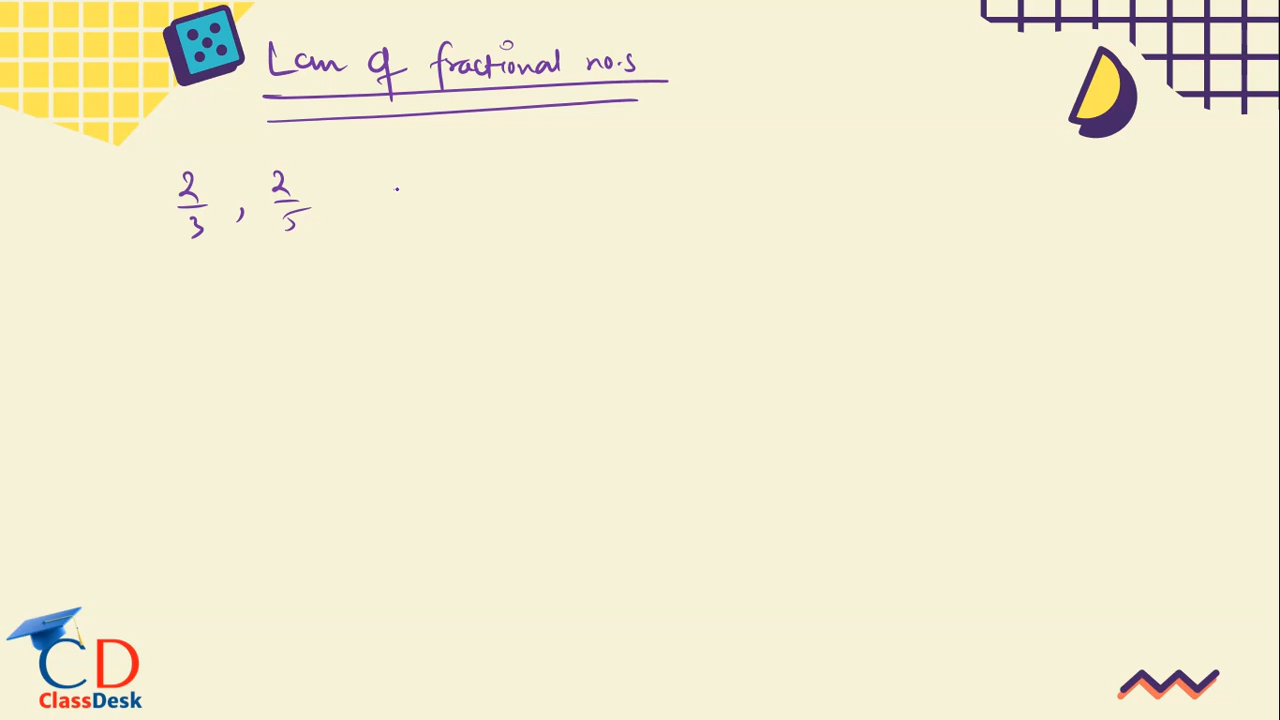 Lcm of fractional no.s
2/3 , 2/5
CD
ClassDesk